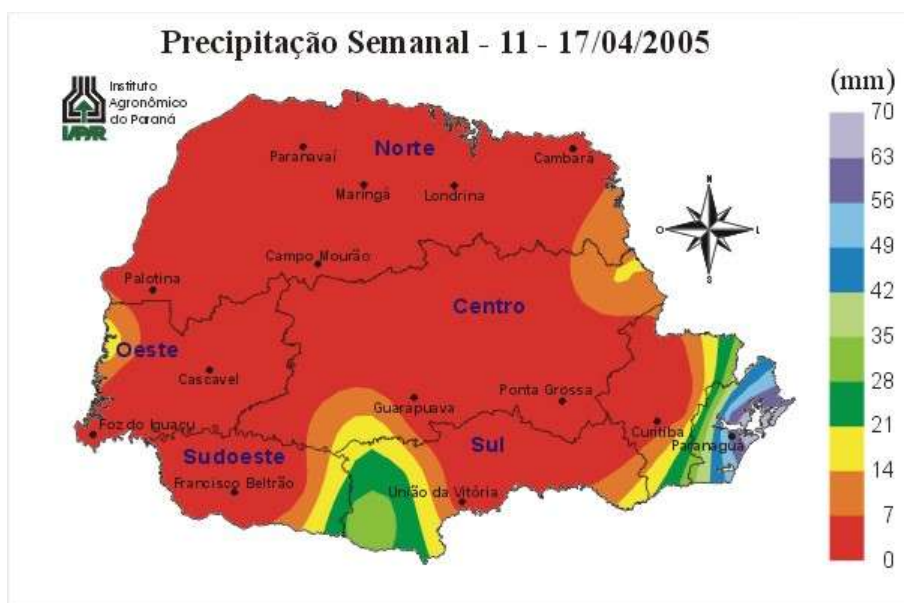 Precipitação Semanal - 11 - 17/04/2005
Instituto
Agronômico
do Paraná
IAPAR
(mm)
70
63
56
49
42
35
28
21
14
7
0
N
O
L
S
Norte
Paranavaí
Cambará
Maringá
Londrina
Campo Mourão
Palotina
Centro
Oeste
Cascavel
Ponta Grossa
Guarapuava
Foz do Iguaçu
Curitiba
Paranaguá
Sul
Sudoeste
Francisco Beltrão
União da Vitória